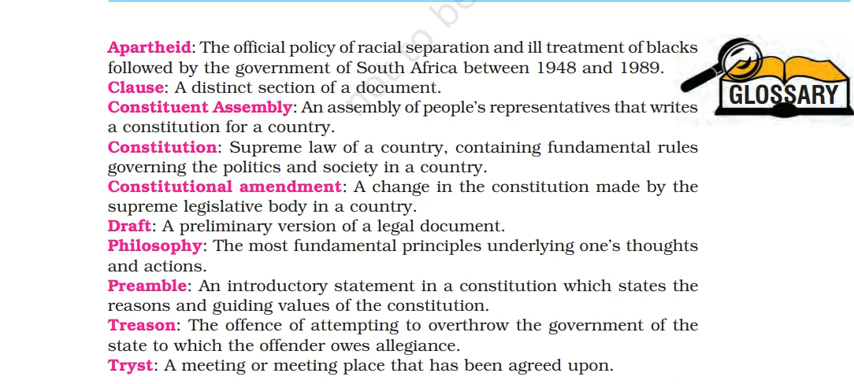 Apartheid: The official policy of racial separation and ill treatment of blacks
followed by the government of South Africa between 1948 and 1989.
Clause: A distinct section of a document.
Constituent Assembly: An assembly of people's representatives that writes
a constitution for a country.
Constitution: Supreme law of a country, containing fundamental rules
governing the politics and society in a country.
Constitutional amendment: A change in the constitution made by the
supreme legislative body in a country.
Draft: A preliminary version of a legal document.
Philosophy: The most fundamental principles underlying one's thoughts
and actions.
Preamble: An introductory statement in a constitution which states the
reasons and guiding values of the constitution.
Treason: The offence of attempting to overthrow the government of the
state to which the offender owes allegiance.
Tryst: A meeting or meeting place that has been agreed upon.
GLOSSARY
not to be